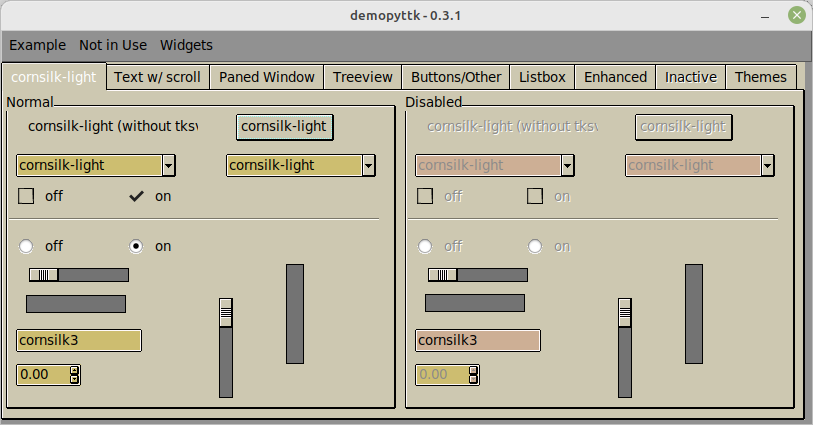 demopyttk - 0.3.1
Example Not in Use Widgets
cornsilk-light Text w/ scroll Paned Window Treeview Buttons/Other Listbox Enhanced Inactive Themes
Normal
cornsilk-light (without tksv cornsilk-light
cornsilk-light cornsilk-light
off on
off on
cornsilk3
0.00
Disabled
cornsilk-light (without tksv cornsilk-light
cornsilk-light cornsilk-light
off on
off on
cornsilk3
0.00